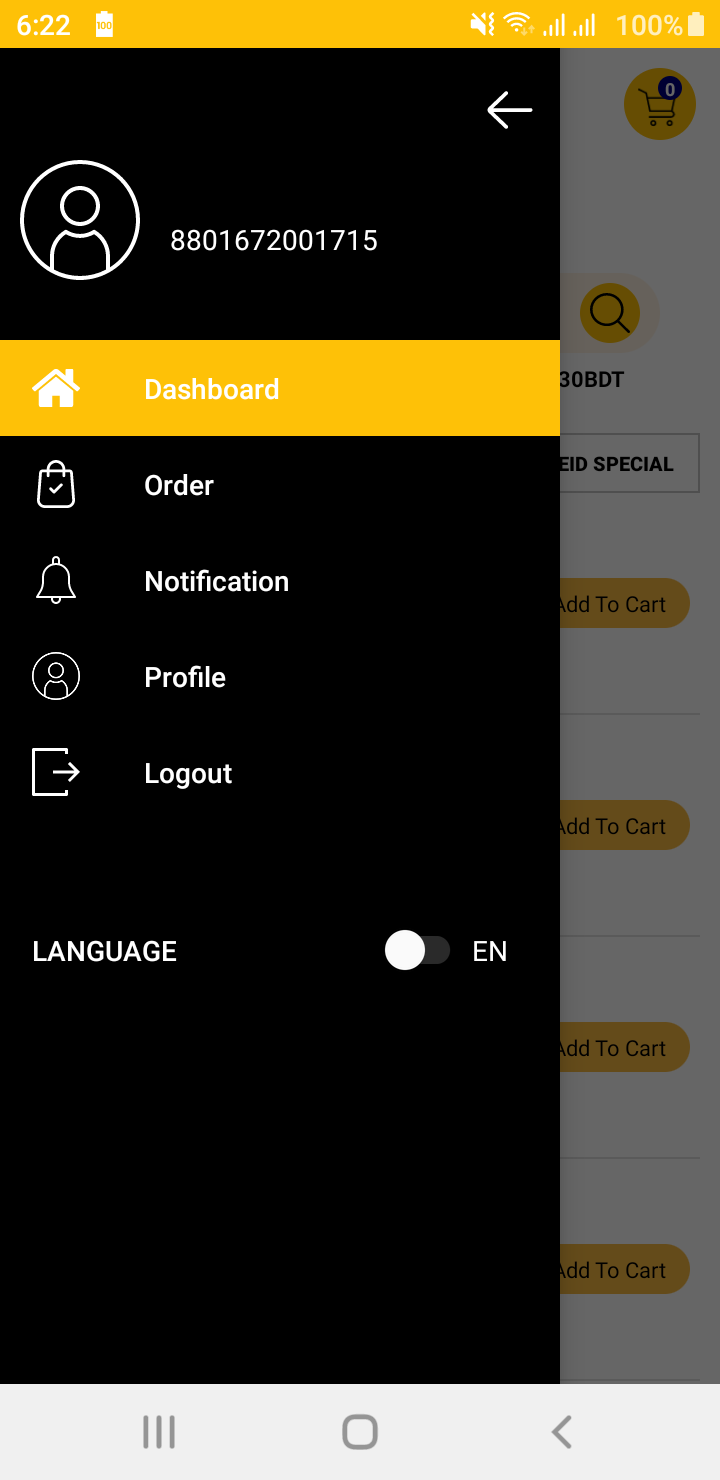 6:22 100 100%
0
8801672001715
30BDT
Dashboard
EID SPECIAL
Order
Notification
Add To Cart
Profile
Logout
Add To Cart
LANGUAGE EN
Add To Cart
Add To Cart